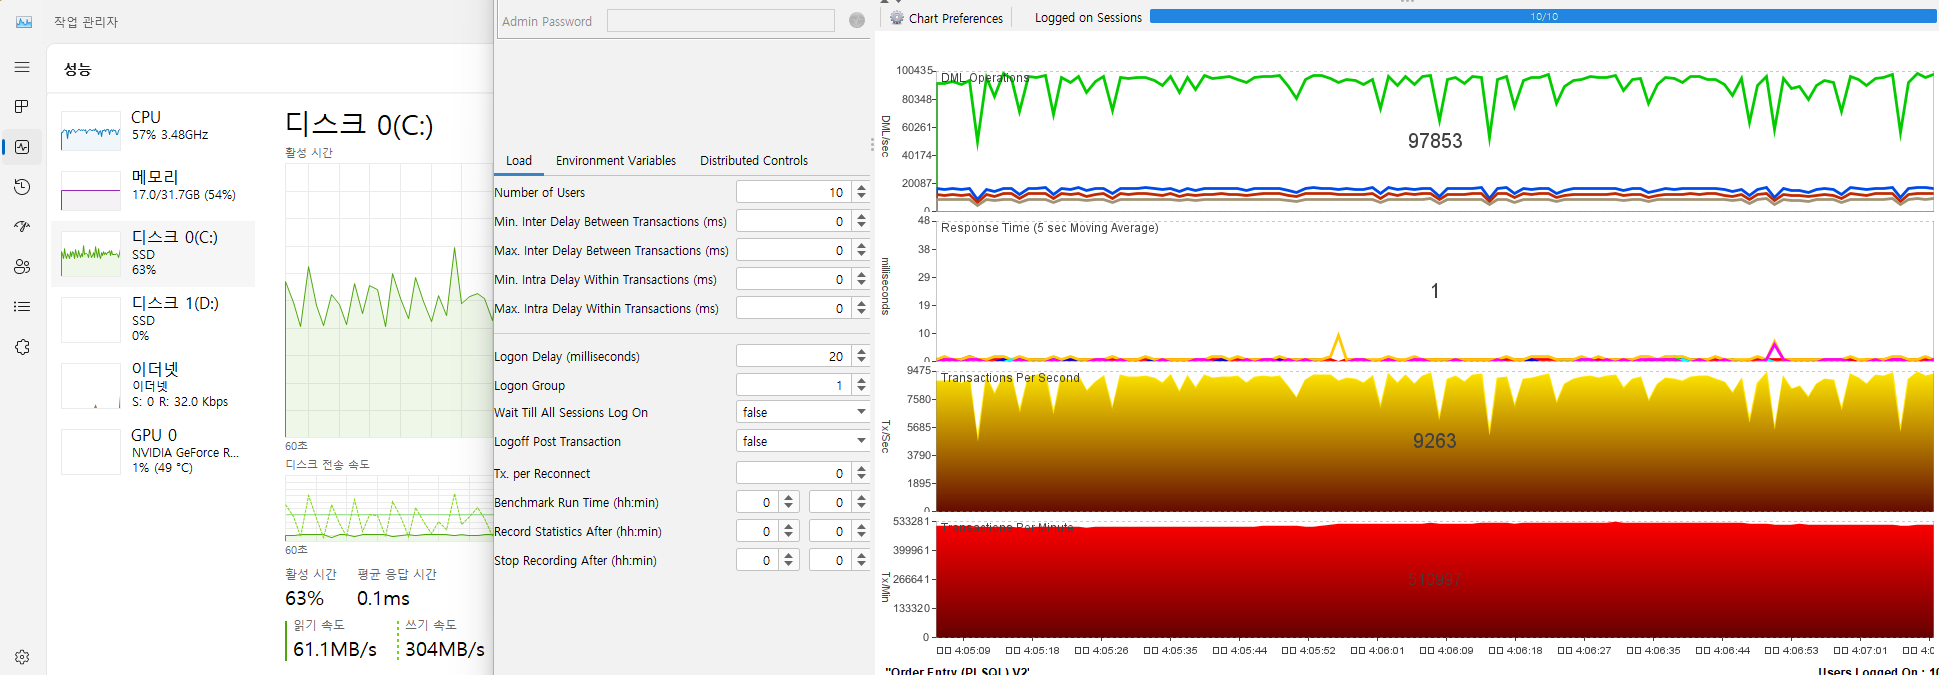 작업 관리자
성능
CPU
57% 3.48GHz
메모리
17.0/31.7GB (54%)
디스크 0(C:)
SSD
63%
디스크 1(D:)
SSD
0%
이더넷
이더넷
S: 0 R: 32.0 Kbps
GPU 0
NVIDIA GeForce R...
1% (49 °C)
디스크 0(C:)
활성 시간
60초
디스크 전송 속도
60초
활성 시간
평균 응답 시간
63%
0.1ms
읽기 속도
쓰기 속도
61.1MB/s
304MB/s
Admin Password
Load
Environment Variables
Distributed Controls
Number of Users
10
Min. Inter Delay Between Transactions (ms)
0
Max. Inter Delay Between Transactions (ms)
0
Min. Intra Delay Within Transactions (ms)
0
Max. Intra Delay Within Transactions (ms)
0
Logon Delay (milliseconds)
20
Logon Group
1
Wait Till All Sessions Log On
false
Logoff Post Transaction
false
Tx. per Reconnect
0
Benchmark Run Time (hh:min)
0
0
Record Statistics After (hh:min)
0
0
Stop Recording After (hh:min)
0
0
Chart Preferences
Logged on Sessions
10/10
DML Operations
DML/sec
100435
80348
60261
40174
20087
0
97853
Response Time (5 sec Moving Average)
milliseconds
48
38
29
19
10
0
1
Transactions Per Second
Tx/Sec
9475
7580
5685
3790
1895
0
9263
Transactions Per Minute
Tx/Min
533281
399961
266641
133320
0
4:05:09
4:05:18
4:05:26
4:05:35
4:05:44
4:05:52
4:06:01
4:06:09
4:06:18
4:06:27
4:06:35
4:06:44
4:06:53
4:07:01
"Order Entry (PLSQL) V2"
Users Logged On : 10